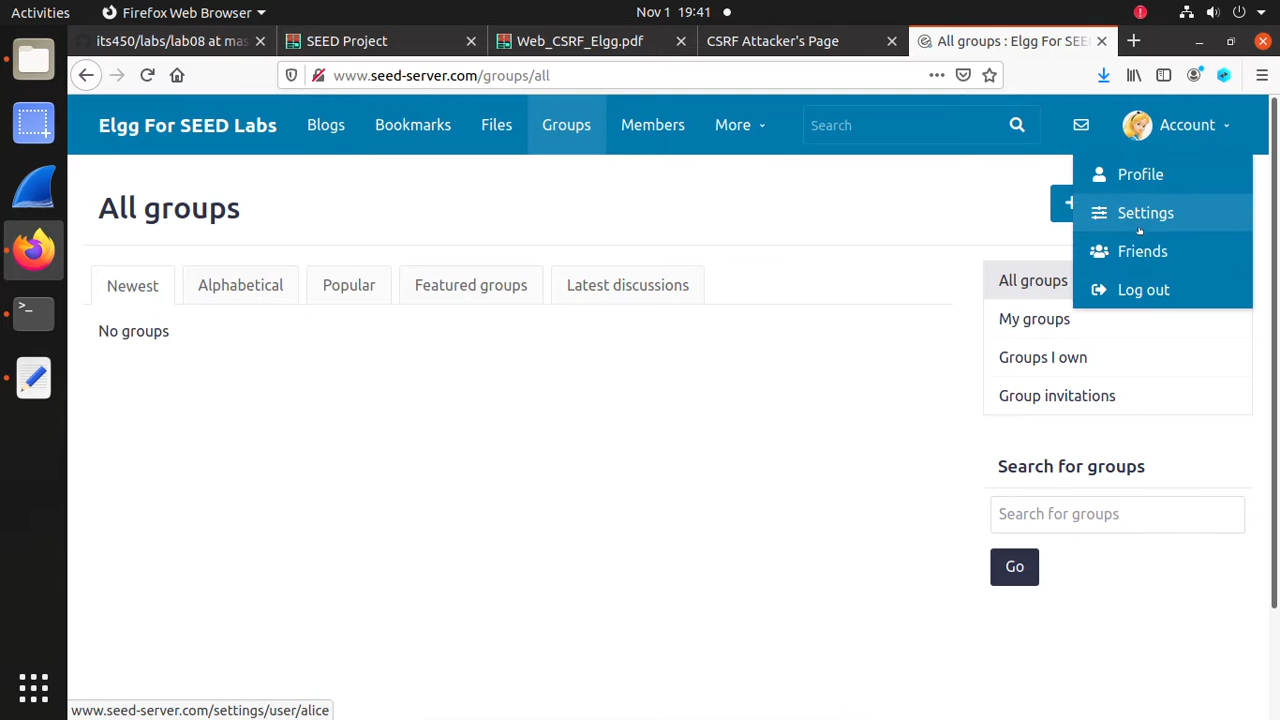 Activities Firefox Web Browser Nov 1 19:41
its450/labs/lab08 at mas SEED Project Web_CSRF_Elgg.pdf CSRF Attacker's Page All groups : Elgg For SEE
www.seed-server.com/groups/all
Elgg For SEED Labs Blogs Bookmarks Files Groups Members More Search Account
Profile
All groups
Settings
Friends
Newest Alphabetical Popular Featured groups Latest discussions
All groups
Log out
My groups
No groups
Groups I own
Group invitations
Search for groups
Search for groups
Go
www.seed-server.com/settings/user/alice